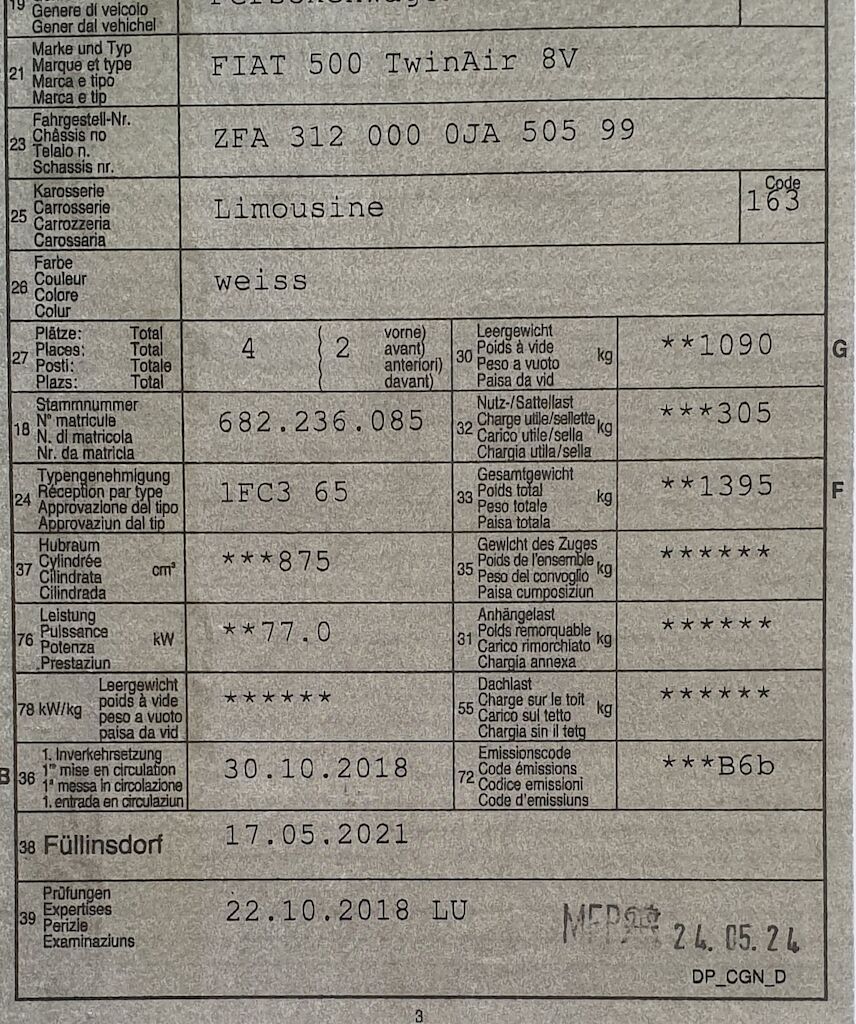 19
Genere di veicolo
Gener dal vehichel
21 Marke und Typ
Marque et type
Marca e tipo
Marca e tip
FIAT 500 TwinAir 8V
23 Fahrgestell-Nr.
Châssis no
Telaio n.
Schassis nr.
ZFA 312 000 0JA 505 99
25 Karosserie
Carrosserie
Carrozzeria
Carossaria
Limousine
Code
163
26 Farbe
Couleur
Colore
Colur
weiss
27 Plätze: Total
Places: Total
Posti: Totale
Plazs: Total
4 ( 2 vorne)
avant)
anteriori)
davant)
30 Leergewicht
Poids à vide
Peso a vuoto
Paisa da vid
kg
**1090
G
18 Stammnummer
N° matricule
N. di matricola
Nr. da matricla
682.236.085
32 Nutz-/Sattellast
Charge utile/sellette
Carico utile/sella
Chargia utila/sella
kg
***305
24 Typengenehmigung
Réception par type
Approvazione del tipo
Approvaziun dal tip
1FC3 65
33 Gesamtgewicht
Poids total
Peso totale
Paisa totala
kg
**1395
F
37 Hubraum
Cylindrée
Cilindrata
Cilindrada
cm³
***875
35 Gewicht des Zuges
Poids de l'ensemble
Peso del convoglio
Paisa cumposiziun
kg
******
76 Leistung
Puissance
Potenza
Prestaziun
kW
**77.0
31 Anhängelast
Poids remorquable
Carico rimorchiato
Chargia annexa
kg
******
78 kW/kg
Leergewicht
poids à vide
peso a vuoto
paisa da vid
******
55 Dachlast
Charge sur le toit
Carico sul tetto
Chargia sin il tetg
kg
******
B
36 1. Inverkehrsetzung
1re mise en circulation
1a messa in circolazione
1. entrada en circulaziun
30.10.2018
72 Emissionscode
Code émissions
Codice emissioni
Code d'emissiuns
***B6b
38 Füllinsdorf
17.05.2021
39 Prüfungen
Expertises
Perizie
Examinaziuns
22.10.2018 LU
24.05.24
DP_CGN_D
3